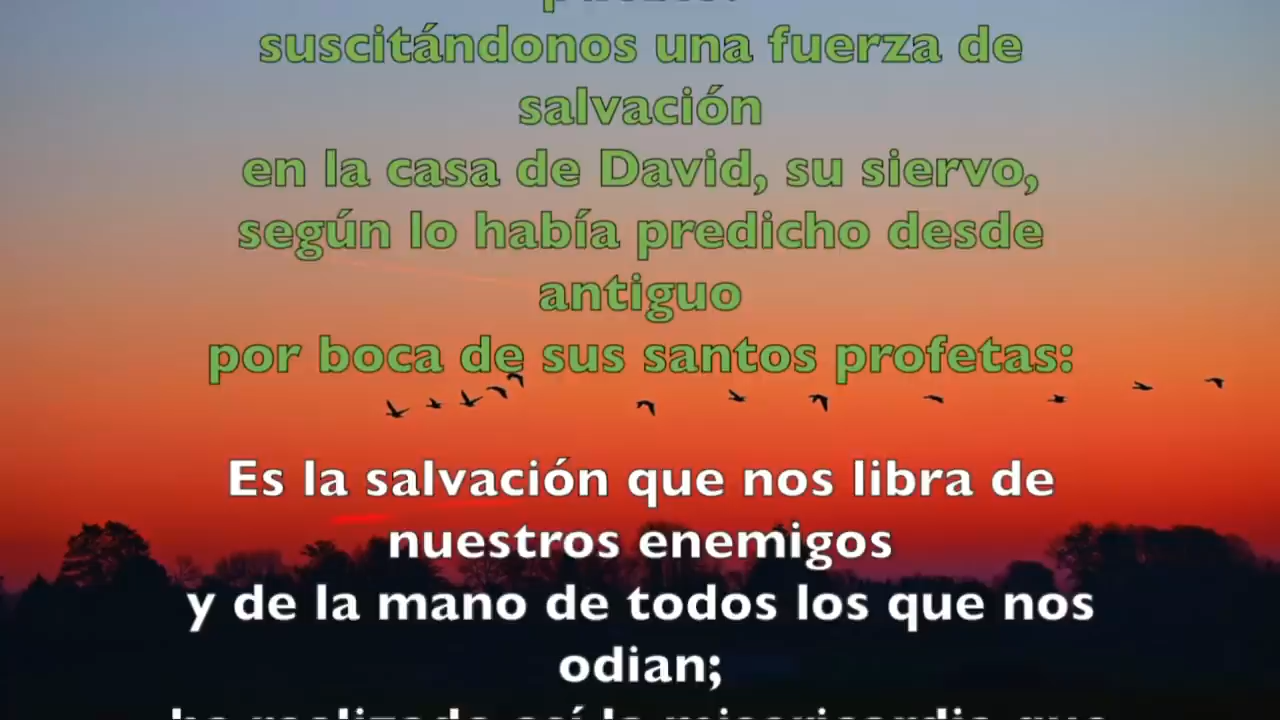 suscitándonos una fuerza de
salvación
en la casa de David, su siervo,
según lo había predicho desde
antiguo
por boca de sus santos profetas:
Es la salvación que nos libra de
nuestros enemigos
y de la mano de todos los que nos
odian;